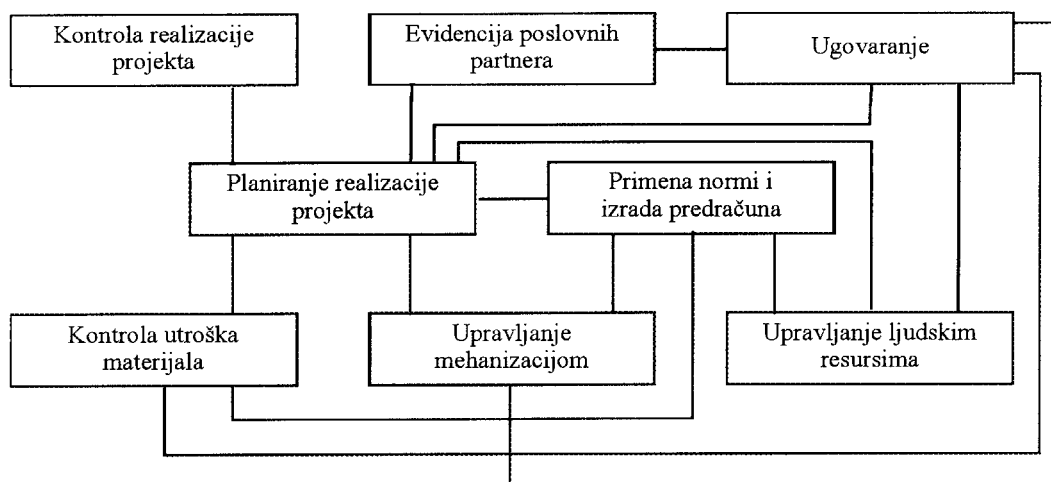 Kontrola realizacije
projekta
Evidencija poslovnih
partnera
Ugovaranje
Planiranje realizacije
projekta
Primena normi i
izrada predračuna
Kontrola utroška
materijala
Upravljanje
mehanizacijom
Upravljanje ljudskim
resursima